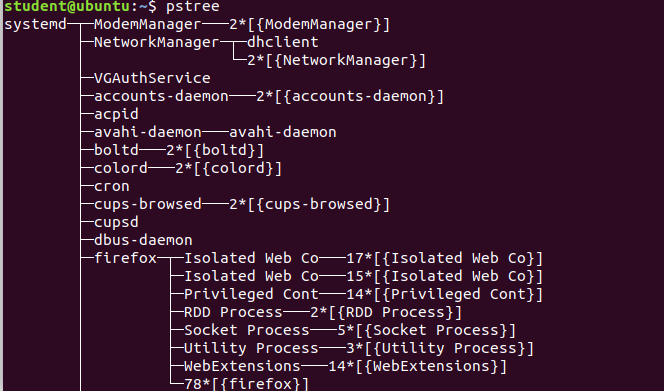 student@ubuntu:~$ pstree
systemd─┬─ModemManager───2*[{ModemManager}]
        ├─NetworkManager─┬─dhclient
        │                └─2*[{NetworkManager}]
        ├─VGAuthService
        ├─accounts-daemon───2*[{accounts-daemon}]
        ├─acpid
        ├─avahi-daemon───avahi-daemon
        ├─boltd───2*[{boltd}]
        ├─colord───2*[{colord}]
        ├─cron
        ├─cups-browsed───2*[{cups-browsed}]
        ├─cupsd
        ├─dbus-daemon
        ├─firefox─┬─Isolated Web Co───17*[{Isolated Web Co}]
        │         ├─Isolated Web Co───15*[{Isolated Web Co}]
        │         ├─Privileged Cont───14*[{Privileged Cont}]
        │         ├─RDD Process───2*[{RDD Process}]
        │         ├─Socket Process───5*[{Socket Process}]
        │         ├─Utility Process───3*[{Utility Process}]
        │         ├─WebExtensions───14*[{WebExtensions}]
        │         └─78*[{firefox}]